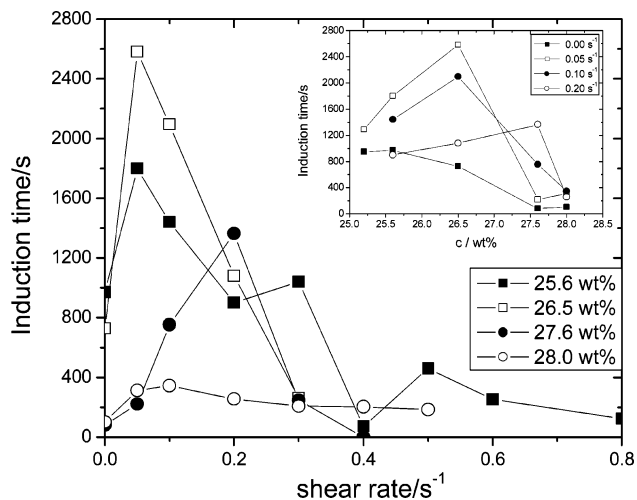 2800
2400
2000
1600
1200
800
400
0
Induction time/s
0.0 0.2 0.4 0.6 0.8
shear rate/s⁻¹
25.6 wt%
26.5 wt%
27.6 wt%
28.0 wt%
2800
2400
2000
1600
1200
800
400
0
Induction time/s
25.0 25.5 26.0 26.5 27.0 27.5 28.0 28.5
c / wt%
0.00 s⁻¹
0.05 s⁻¹
0.10 s⁻¹
0.20 s⁻¹